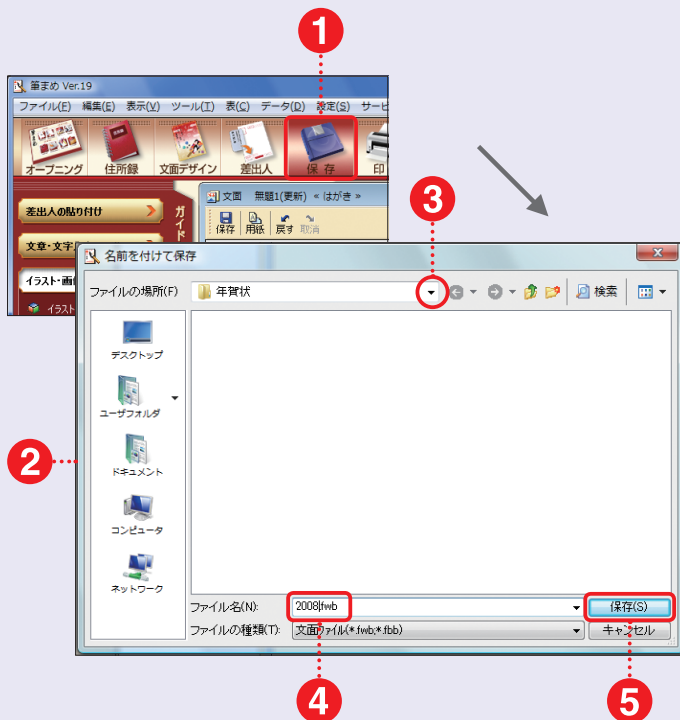 1
筆まめ Ver.19
ファイル(F) 編集(E) 表示(V) ツール(T) 表(C) データ(D) 設定(S) サービ
オープニング 住所録 文面デザイン 差出人 保存 印
文面 無題1(更新) « はがき »
差出人の貼り付け
ガイド
保存 用紙 戻す 取消
文章・文字
イラスト・画
イラスト
3
名前を付けて保存
ファイルの場所(F) 年賀状 検索
デスクトップ
ユーザフォルダ
2
ドキュメント
コンピュータ
ネットワーク
ファイル名(N): 2008.fwb 保存(S)
ファイルの種類(T): 文面ファイル(*.fwb;*.fbb) キャンセル
4
5